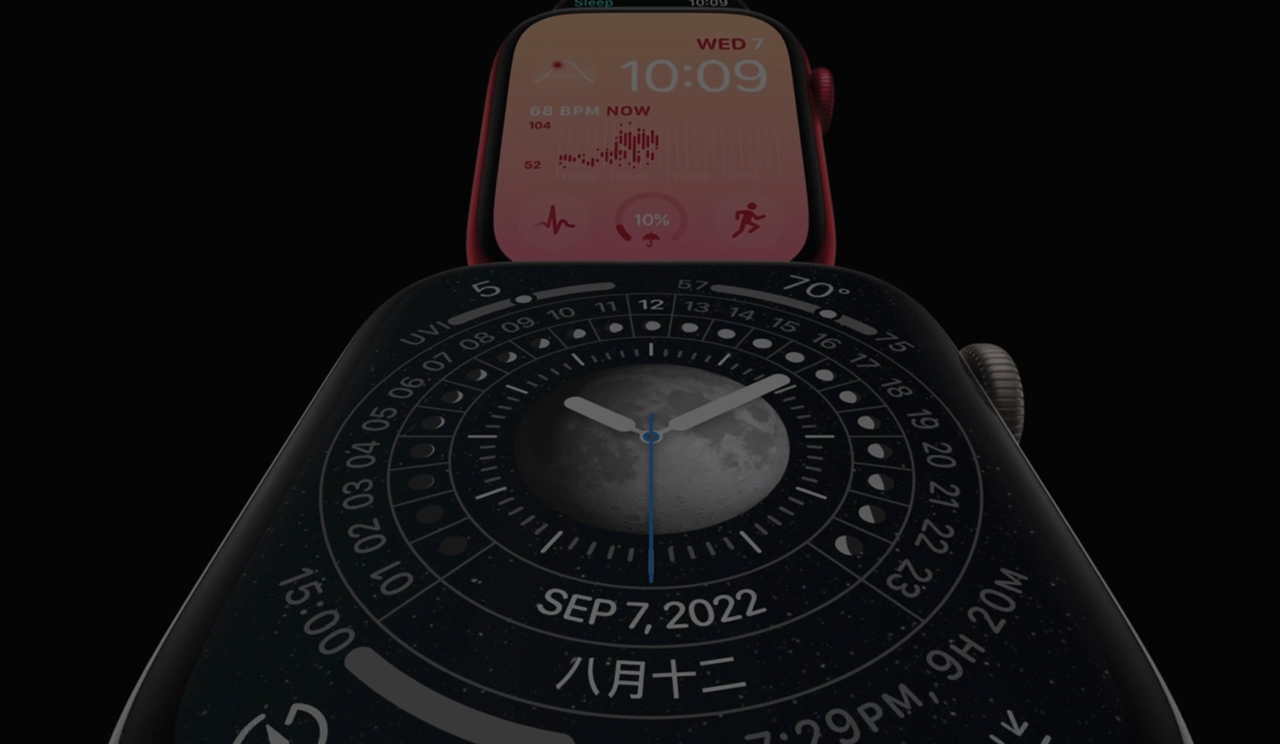 Sleep 10:09
WED 7
10:09
68 BPM NOW
104
52
10%
5 57 70°
UVI 75
01 02 03 04 05 06 07 08 09 10 11 12 13 14 15 16 17 18 19 20 21 22 23
SEP 7, 2022
八月十二
15:00
7:29PM, 9H 20M